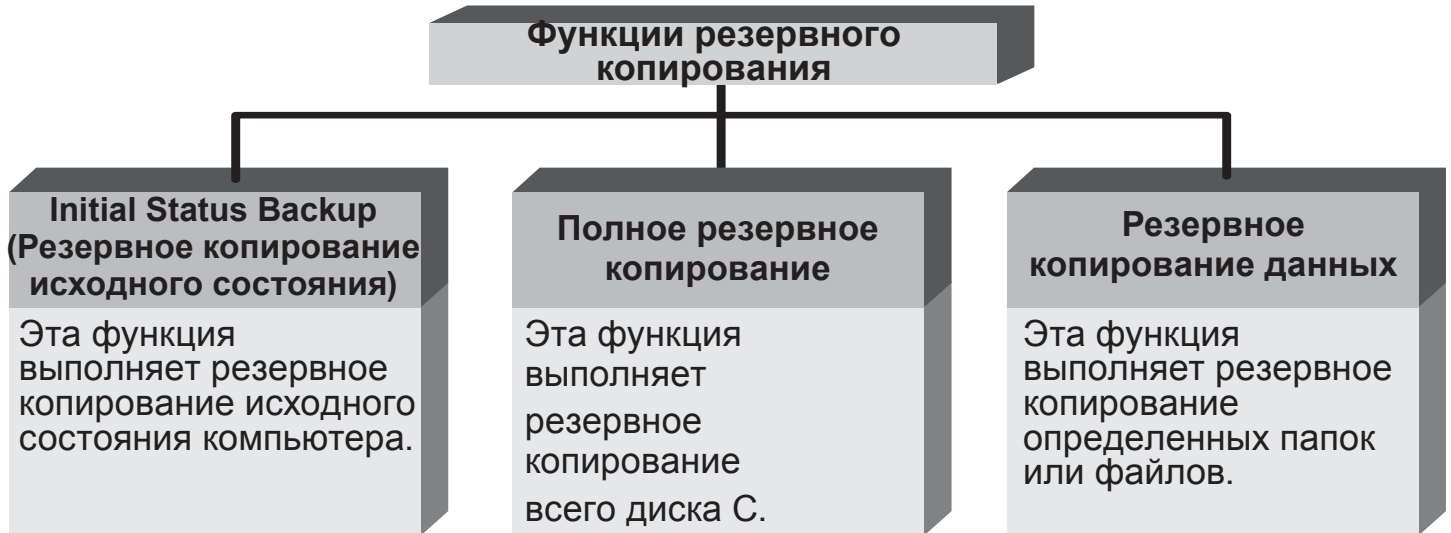 Функции резервного
копирования
Initial Status Backup
(Резервное копирование
исходного состояния)
Эта функция
выполняет резервное
копирование исходного
состояния компьютера.
Полное резервное
копирование
Эта функция
выполняет
резервное
копирование
всего диска C.
Резервное
копирование данных
Эта функция
выполняет резервное
копирование
определенных папок
или файлов.